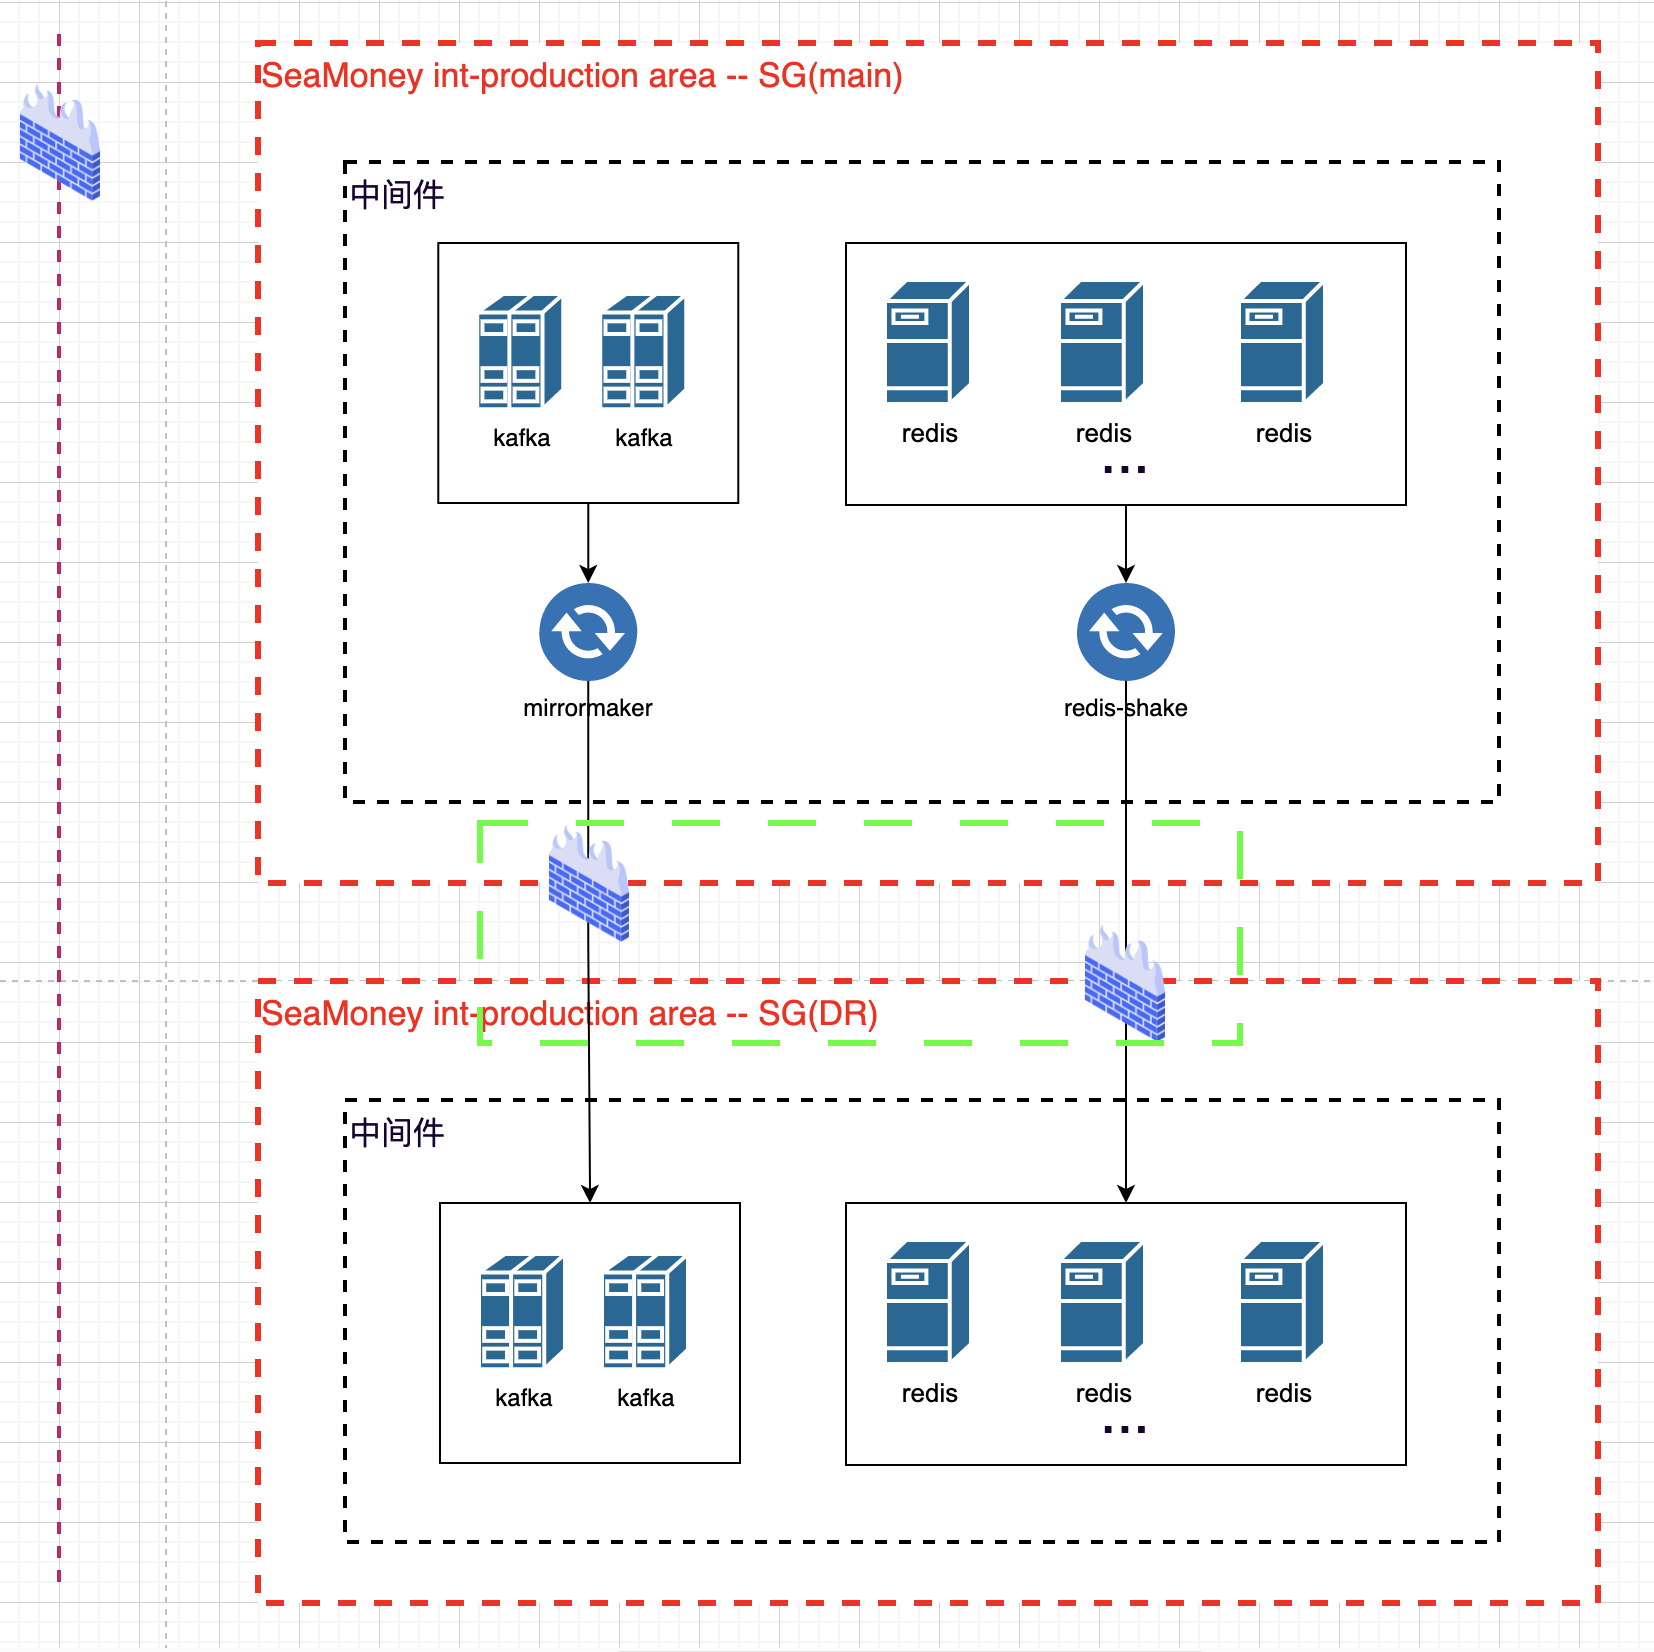 SeaMoney int-production area -- SG(main)
中间件
kafka kafka
redis redis redis
...
mirrormaker
redis-shake
SeaMoney int-production area -- SG(DR)
中间件
kafka kafka
redis redis redis
...